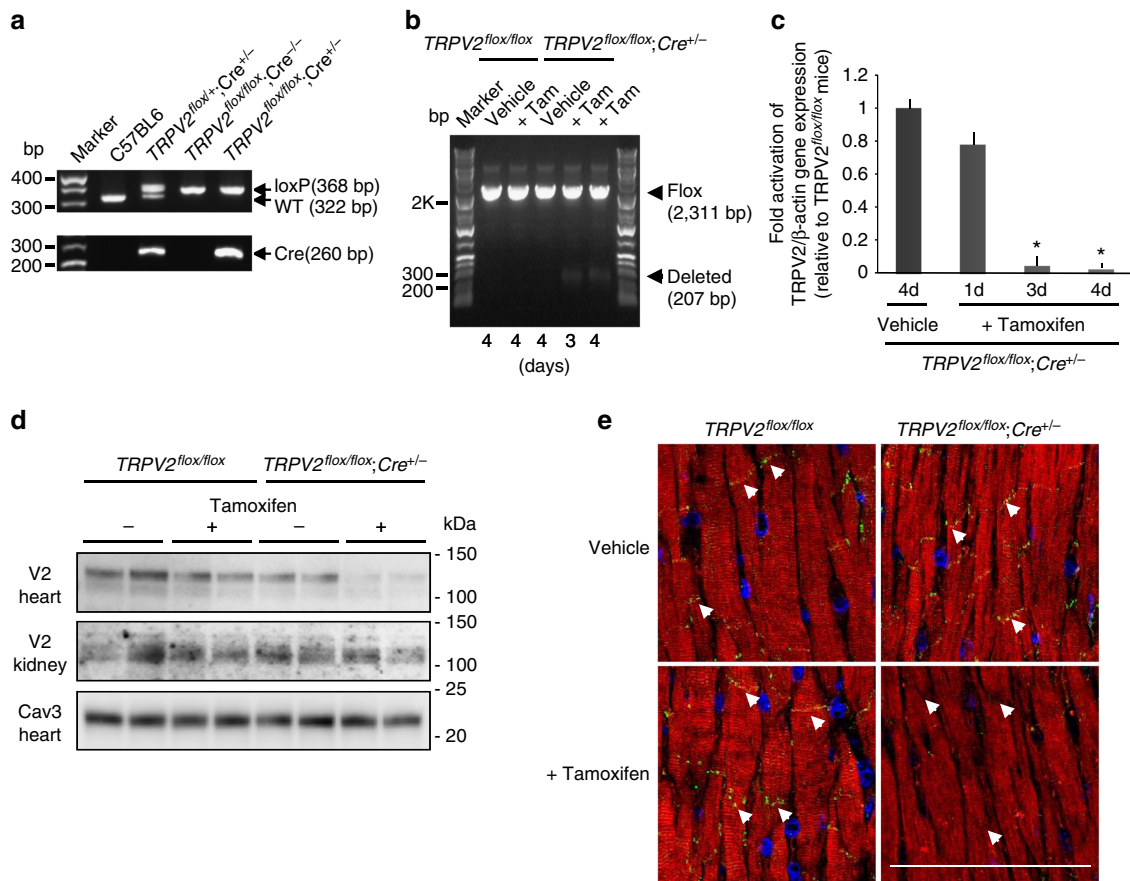 a
bp
Marker
C57BL6
TRPV2flox/+;Cre+/–
TRPV2flox/flox;Cre–/–
TRPV2flox/flox;Cre+/–
400
300
loxP(368 bp)
WT (322 bp)
300
200
Cre(260 bp)
b
TRPV2flox/flox
TRPV2flox/flox;Cre+/–
bp
Marker
Vehicle
+ Tam
Vehicle
+ Tam
+ Tam
2K
300
200
Flox
(2,311 bp)
Deleted
(207 bp)
4 4 4 3 4
(days)
c
Fold activation of
TRPV2/β-actin gene expression
(relative to TRPV2flox/flox mice)
1.2
1
0.8
0.6
0.4
0.2
0
* *
4d 1d 3d 4d
Vehicle + Tamoxifen
TRPV2flox/flox;Cre+/–
d
TRPV2flox/flox TRPV2flox/flox;Cre+/–
Tamoxifen
– + – + kDa
V2
heart
- 150
- 100
V2
kidney
- 150
- 100
Cav3
heart
- 25
- 20
e
TRPV2flox/flox TRPV2flox/flox;Cre+/–
Vehicle
+ Tamoxifen